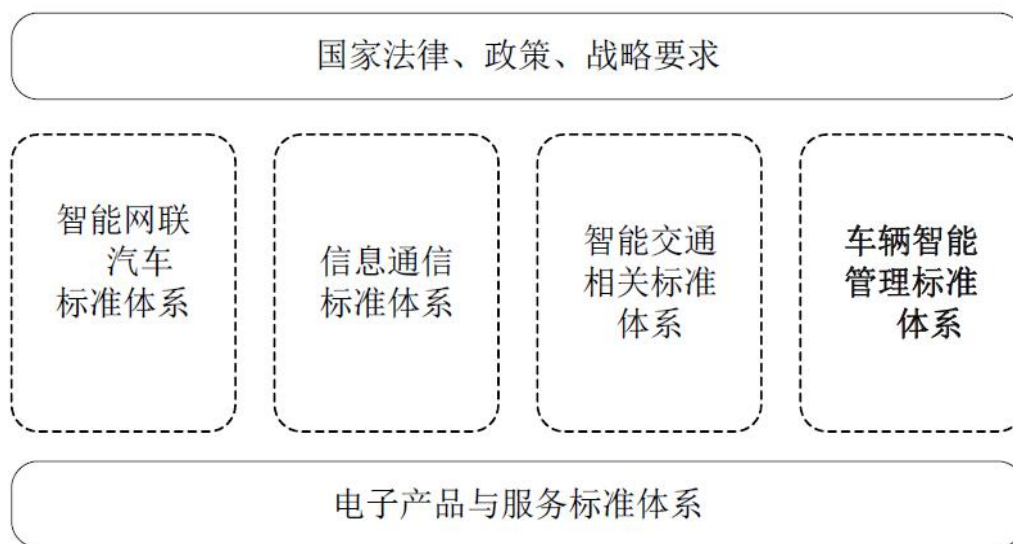 国家法律、政策、战略要求
智能网联
汽车
标准体系
信息通信
标准体系
智能交通
相关标准
体系
车辆智能
管理标准
体系
电子产品与服务标准体系